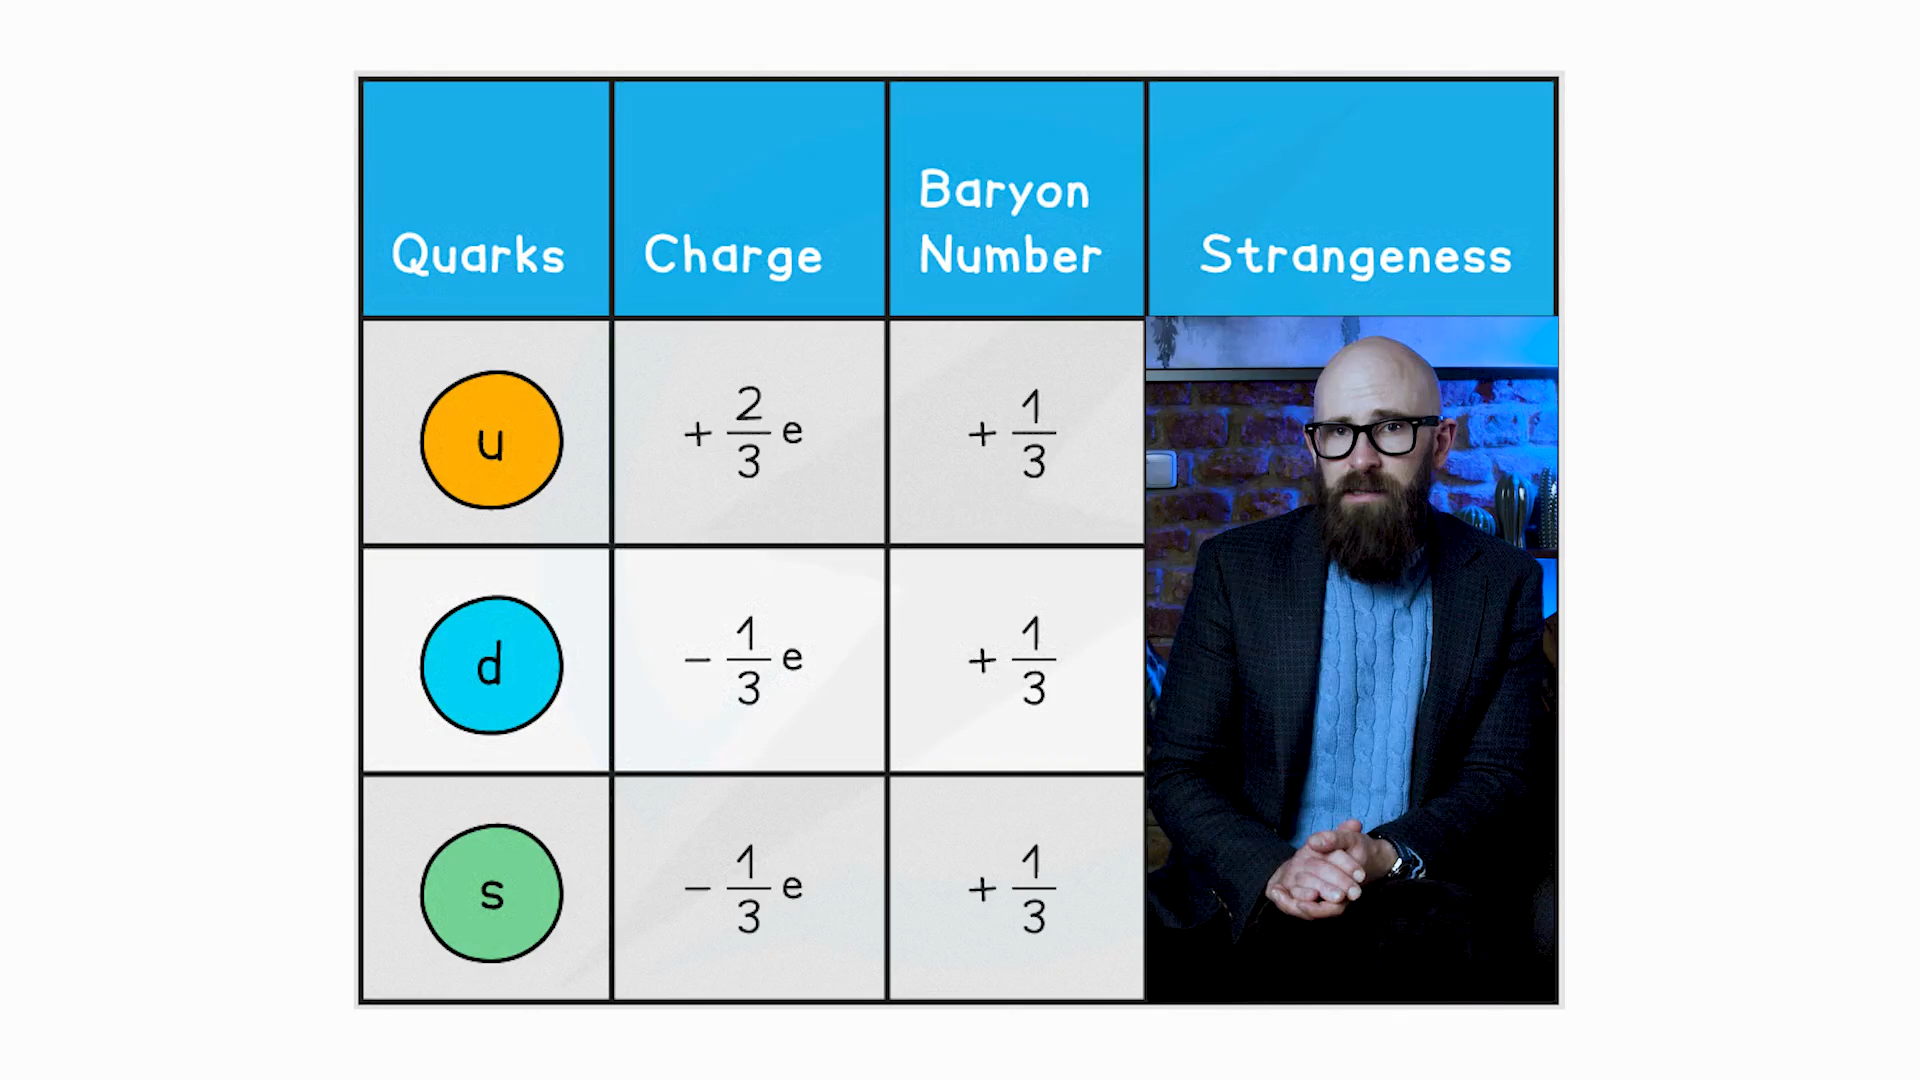 Quarks
Charge
Baryon
Number
Strangeness
u
+ 2/3 e
+ 1/3
d
− 1/3 e
+ 1/3
s
− 1/3 e
+ 1/3